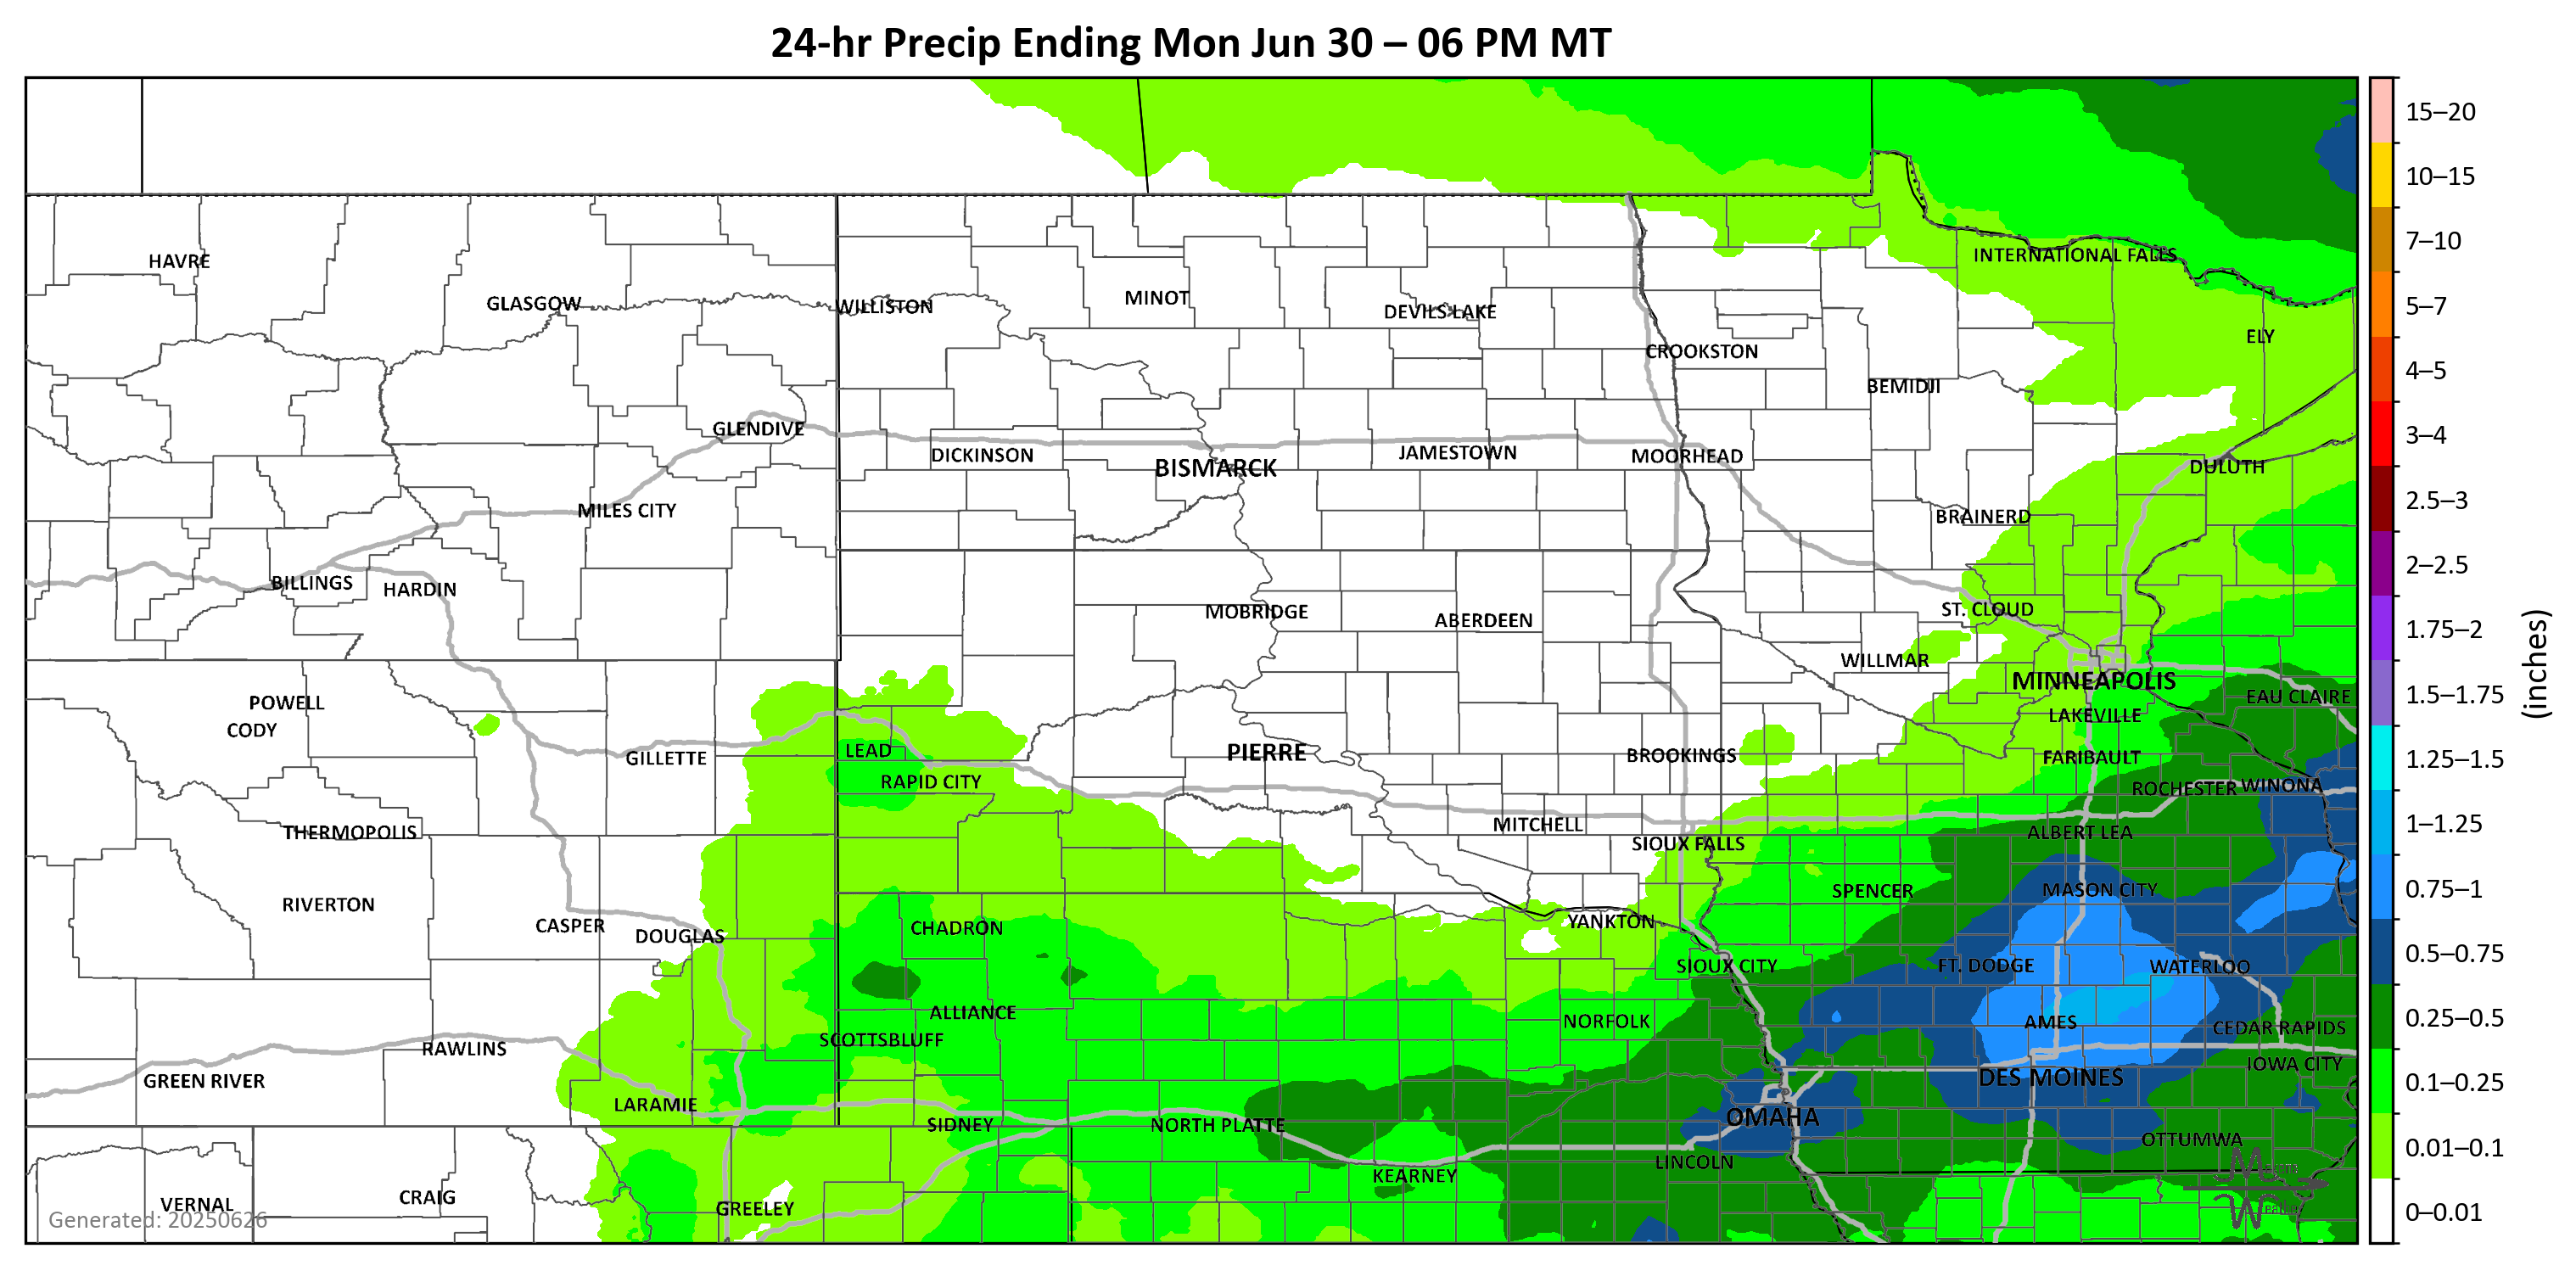 24-hr Precip Ending Mon Jun 30 – 06 PM MT
15–20
10–15
7–10
5–7
4–5
3–4
2.5–3
2–2.5
1.75–2
1.5–1.75
1.25–1.5
1–1.25
0.75–1
0.5–0.75
0.25–0.5
0.1–0.25
0.01–0.1
0–0.01
(inches)
HAVRE
INTERNATIONAL FALLS
GLASGOW
WILLISTON
MINOT
DEVILS LAKE
ELY
CROOKSTON
BEMIDJI
GLENDIVE
DICKINSON
BISMARCK
JAMESTOWN
MOORHEAD
DULUTH
MILES CITY
BRAINERD
BILLINGS
HARDIN
MOBRIDGE
ABERDEEN
ST. CLOUD
WILLMAR
MINNEAPOLIS
POWELL
EAU CLAIRE
CODY
LAKEVILLE
GILLETTE
LEAD
PIERRE
BROOKINGS
FARIBAULT
RAPID CITY
ROCHESTER
WINONA
THERMOPOLIS
MITCHELL
ALBERT LEA
SIOUX FALLS
SPENCER
MASON CITY
RIVERTON
CASPER
DOUGLAS
CHADRON
YANKTON
SIOUX CITY
FT. DODGE
WATERLOO
ALLIANCE
NORFOLK
AMES
CEDAR RAPIDS
SCOTTSBLUFF
RAWLINS
IOWA CITY
GREEN RIVER
DES MOINES
LARAMIE
SIDNEY
NORTH PLATTE
OMAHA
OTTUMWA
LINCOLN
KEARNEY
VERNAL
CRAIG
GREELEY
Generated: 20250626